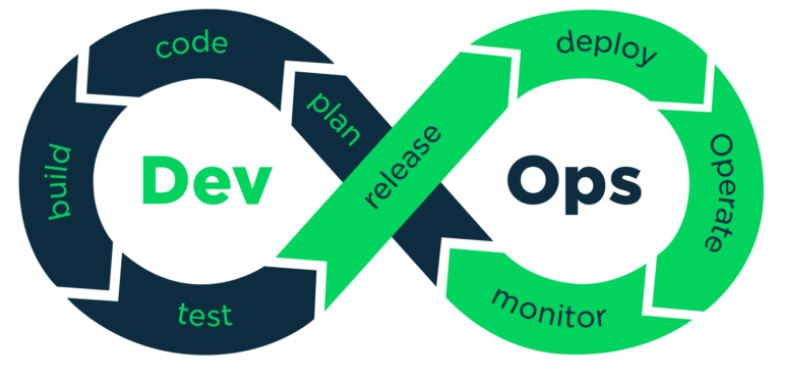 plan
code
build
test
release
deploy
Operate
monitor
Dev
Ops